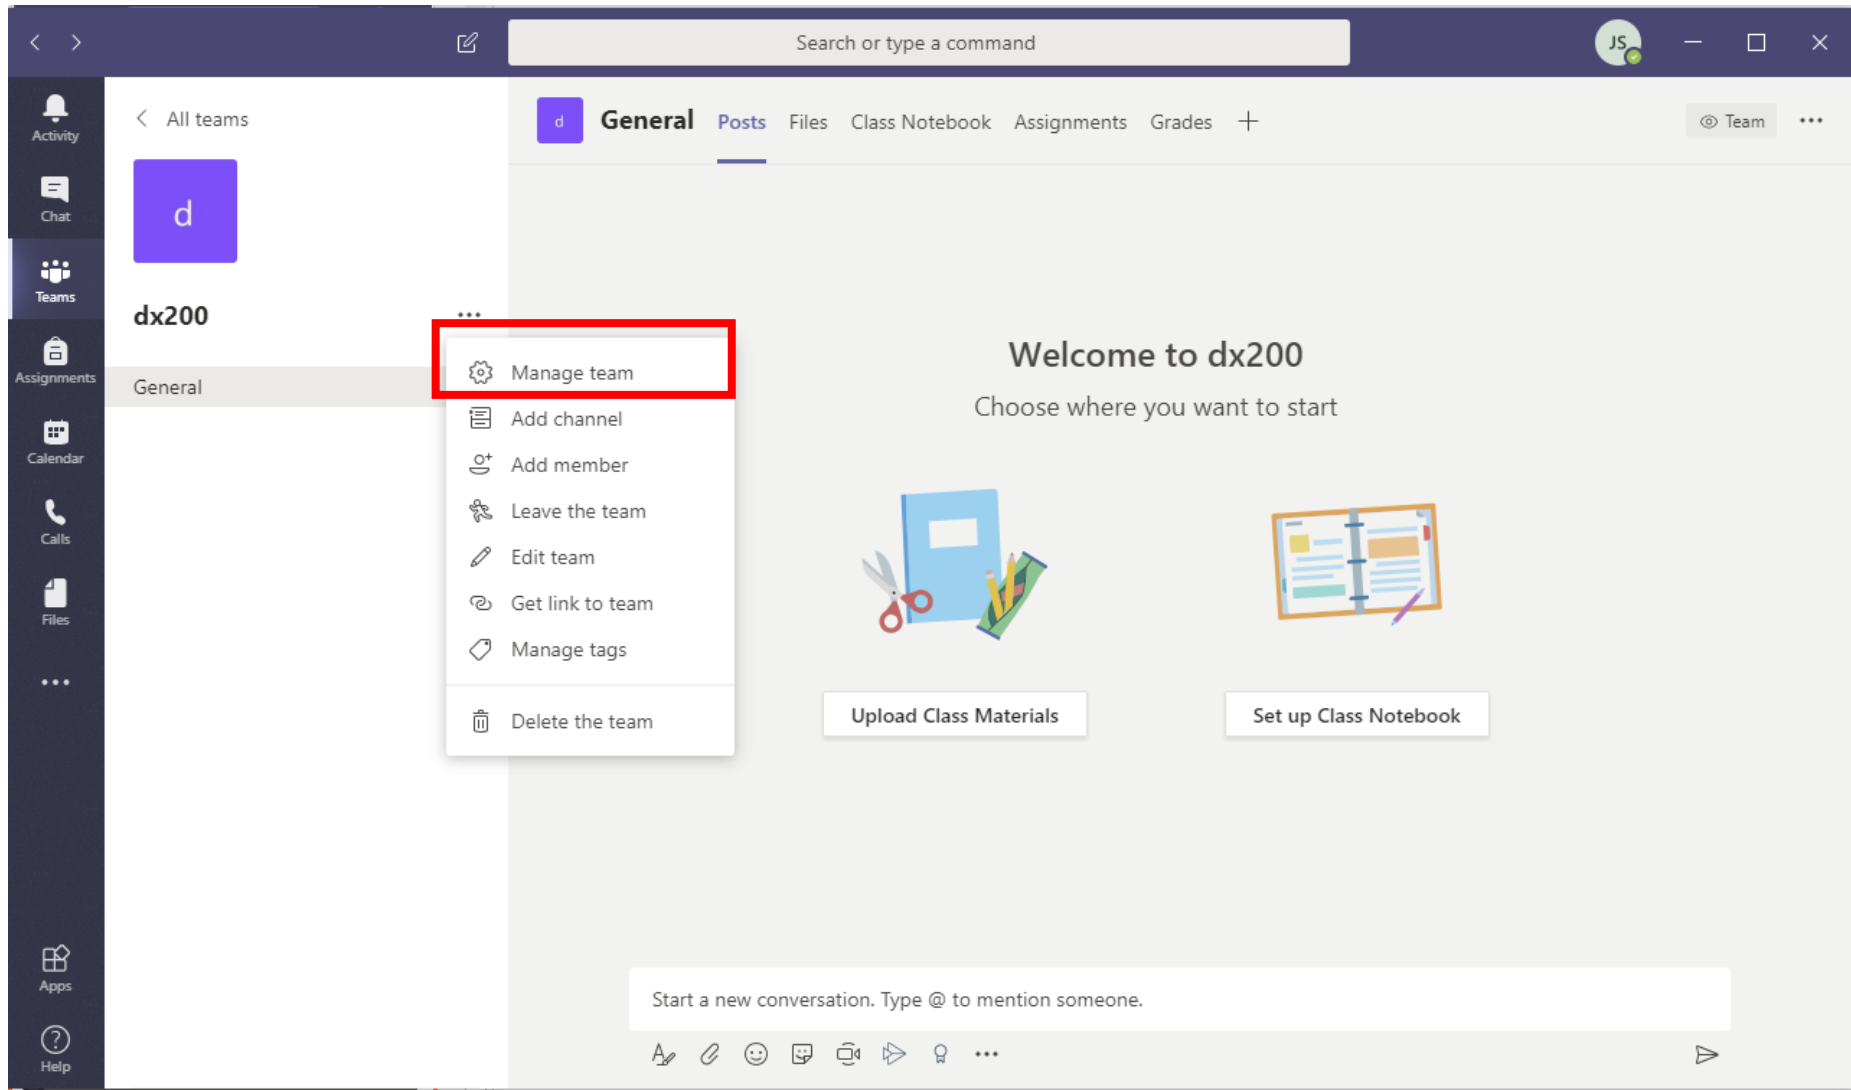 Search or type a command
JS
Activity
Chat
Teams
Assignments
Calendar
Calls
Files
Apps
Help
All teams
d
dx200
General
Manage team
Add channel
Add member
Leave the team
Edit team
Get link to team
Manage tags
Delete the team
d General Posts Files Class Notebook Assignments Grades Team
Welcome to dx200
Choose where you want to start
Upload Class Materials Set up Class Notebook
Start a new conversation. Type @ to mention someone.